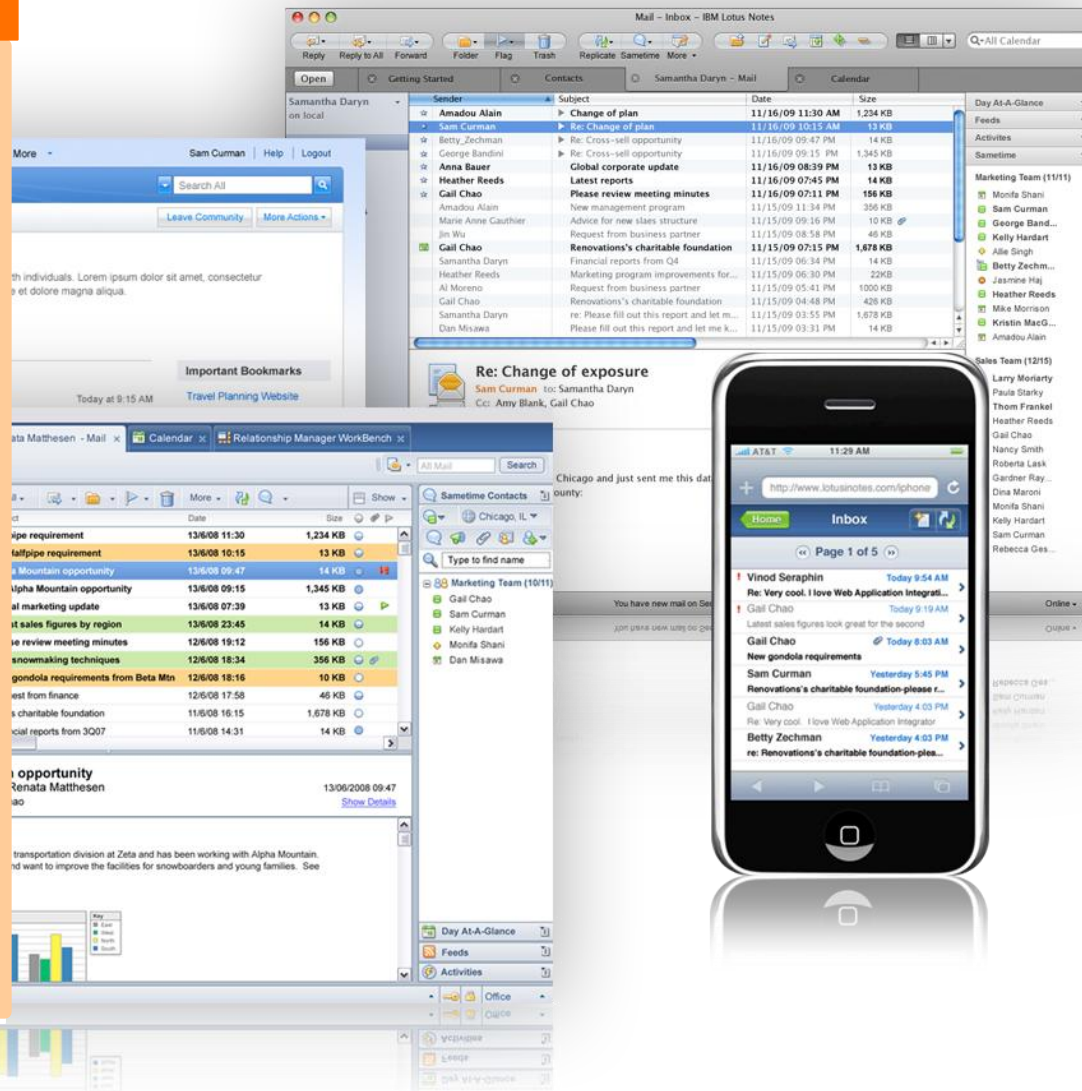 Mail – Inbox – IBM Lotus Notes
Reply Reply to All Forward Folder Flag Trash Replicate Sametime More
All Calendar
Open Getting Started Contacts Samantha Daryn – Mail Calendar
Samantha Daryn
on local
Sender Subject Date Size
Amadou Alain Change of plan 11/16/09 11:30 AM 1,234 KB
Sam Curman Re: Change of plan 11/16/09 10:15 AM 13 KB
Betty_Zechman Re: Cross-sell opportunity 11/16/09 09:47 PM 14 KB
George Bandini Re: Cross-sell opportunity 11/16/09 09:15 PM 1,345 KB
Anna Bauer Global corporate update 11/16/09 08:39 PM 13 KB
Heather Reeds Latest reports 11/16/09 07:45 PM 14 KB
Gail Chao Please review meeting minutes 11/16/09 07:11 PM 156 KB
Amadou Alain New management program 11/15/09 11:34 PM 356 KB
Marie Anne Gauthier Advice for new slaes structure 11/15/09 09:16 PM 10 KB
Jin Wu Request from business partner 11/15/09 08:58 PM 46 KB
Gail Chao Renovations's charitable foundation 11/15/09 07:15 PM 1,678 KB
Samantha Daryn Financial reports from Q4 11/15/09 06:34 PM 14 KB
Heather Reeds Marketing program improvements for... 11/15/09 06:30 PM 22KB
Al Moreno Request from business partner 11/15/09 05:41 PM 1000 KB
Gail Chao Renovations's charitable foundation 11/15/09 04:48 PM 426 KB
Samantha Daryn re: Please fill out this report and let m... 11/15/09 03:55 PM 1,678 KB
Dan Misawa Please fill out this report and let me k... 11/15/09 03:31 PM 14 KB
Re: Change of exposure
Sam Curman to: Samantha Daryn
Cc: Amy Blank, Gail Chao
Chicago and just sent me this dat
ounty:
You have new mail on Ser
Online
Day At-A-Glance
Feeds
Activites
Sametime
Marketing Team (11/11)
Monifa Shani
Sam Curman
George Band...
Kelly Hardart
Allie Singh
Betty Zechm...
Jasmine Haj
Heather Reeds
Mike Morrison
Kristin MacG...
Amadou Alain
Sales Team (12/15)
Larry Moriarty
Paula Starky
Thom Frankel
Heather Reeds
Gail Chao
Nancy Smith
Roberta Lask
Gardner Ray...
Dina Maroni
Monifa Shani
Kelly Hardart
Sam Curman
Rebecca Ges...
More Sam Curman | Help | Logout
Search All
Leave Community More Actions
th individuals. Lorem ipsum dolor sit amet, consectetur
e et dolore magna aliqua.
Important Bookmarks
Today at 9:15 AM Travel Planning Website
ata Matthesen - Mail Calendar Relationship Manager WorkBench
All Mail Search
More Show
Date Size
ipe requirement 13/6/08 11:30 1,234 KB
Halfpipe requirement 13/6/08 10:15 13 KB
a Mountain opportunity 13/6/08 09:47 14 KB
Alpha Mountain opportunity 13/6/08 09:15 1,345 KB
al marketing update 13/6/08 07:39 13 KB
t sales figures by region 13/6/08 23:45 14 KB
se review meeting minutes 12/6/08 19:12 156 KB
snowmaking techniques 12/6/08 18:34 356 KB
gondola requirements from Beta Mtn 12/6/08 18:16 10 KB
est from finance 12/6/08 17:58 46 KB
s charitable foundation 11/6/08 16:15 1,678 KB
cial reports from 3Q07 11/6/08 14:31 14 KB
opportunity
Renata Matthesen 13/06/2008 09:47
ao Show Details
transportation division at Zeta and has been working with Alpha Mountain.
nd want to improve the facilities for snowboarders and young families. See
Key
East
West
North
South
Sametime Contacts
Chicago, IL
Type to find name
Marketing Team (10/11)
Gail Chao
Sam Curman
Kelly Hardart
Monifa Shani
Dan Misawa
Day At-A-Glance
Feeds
Activities
Office
AT&T 11:29 AM
http://www.lotusinotes.com/iphone
Home Inbox
Page 1 of 5
Vinod Seraphin Today 9:54 AM
Re: Very cool. I love Web Application Integrati...
Gail Chao Today 9:19 AM
Latest sales figures look great for the second
Gail Chao Today 8:03 AM
New gondola requirements
Sam Curman Yesterday 5:45 PM
Renovations's charitable foundation-please r...
Gail Chao Yesterday 4:03 PM
Re: Very cool. I love Web Application Integrator
Betty Zechman Yesterday 4:03 PM
re: Renovations's charitable foundation-plea...